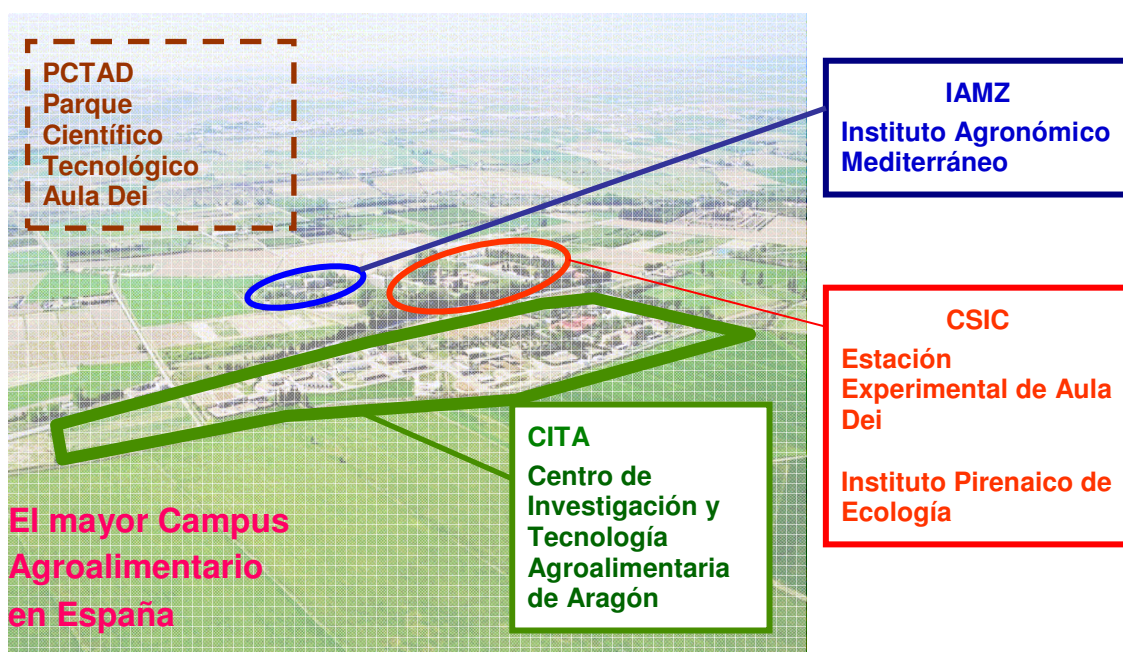 PCTAD
Parque
Científico
Tecnológico
Aula Dei
IAMZ
Instituto Agronómico
Mediterráneo
CSIC
Estación
Experimental de Aula
Dei
Instituto Pirenaico de
Ecología
CITA
Centro de
Investigación y
Tecnología
Agroalimentaria
de Aragón
El mayor Campus
Agroalimentario
en España